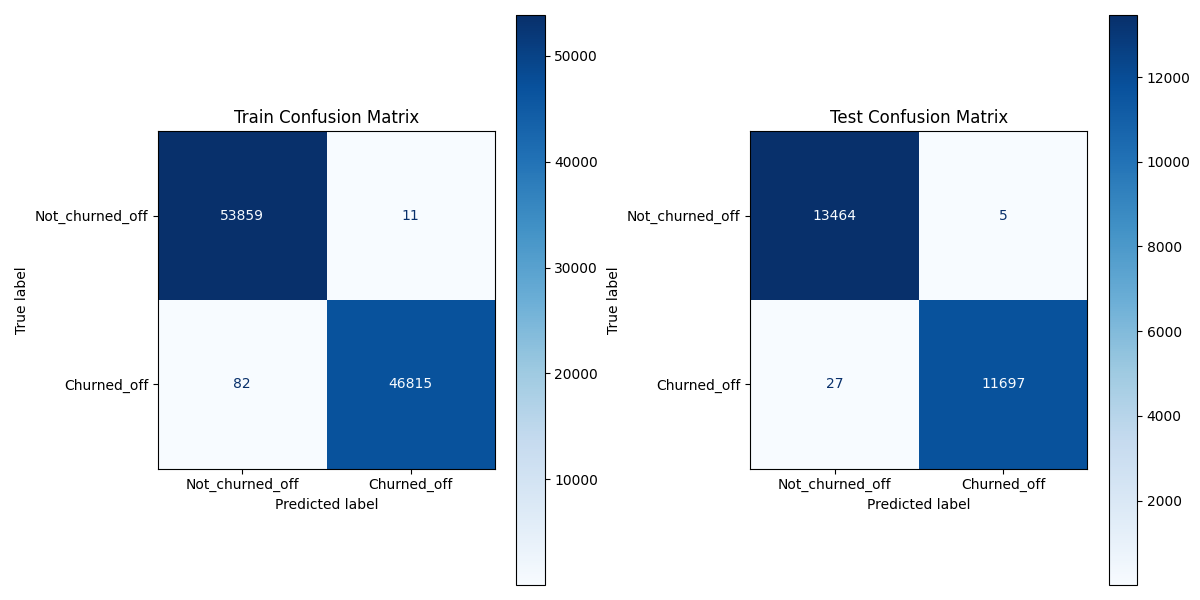 Train Confusion Matrix
True label
Not_churned_off
Churned_off
53859
11
82
46815
Not_churned_off
Churned_off
Predicted label
50000
40000
30000
20000
10000
Test Confusion Matrix
True label
Not_churned_off
Churned_off
13464
5
27
11697
Not_churned_off
Churned_off
Predicted label
12000
10000
8000
6000
4000
2000